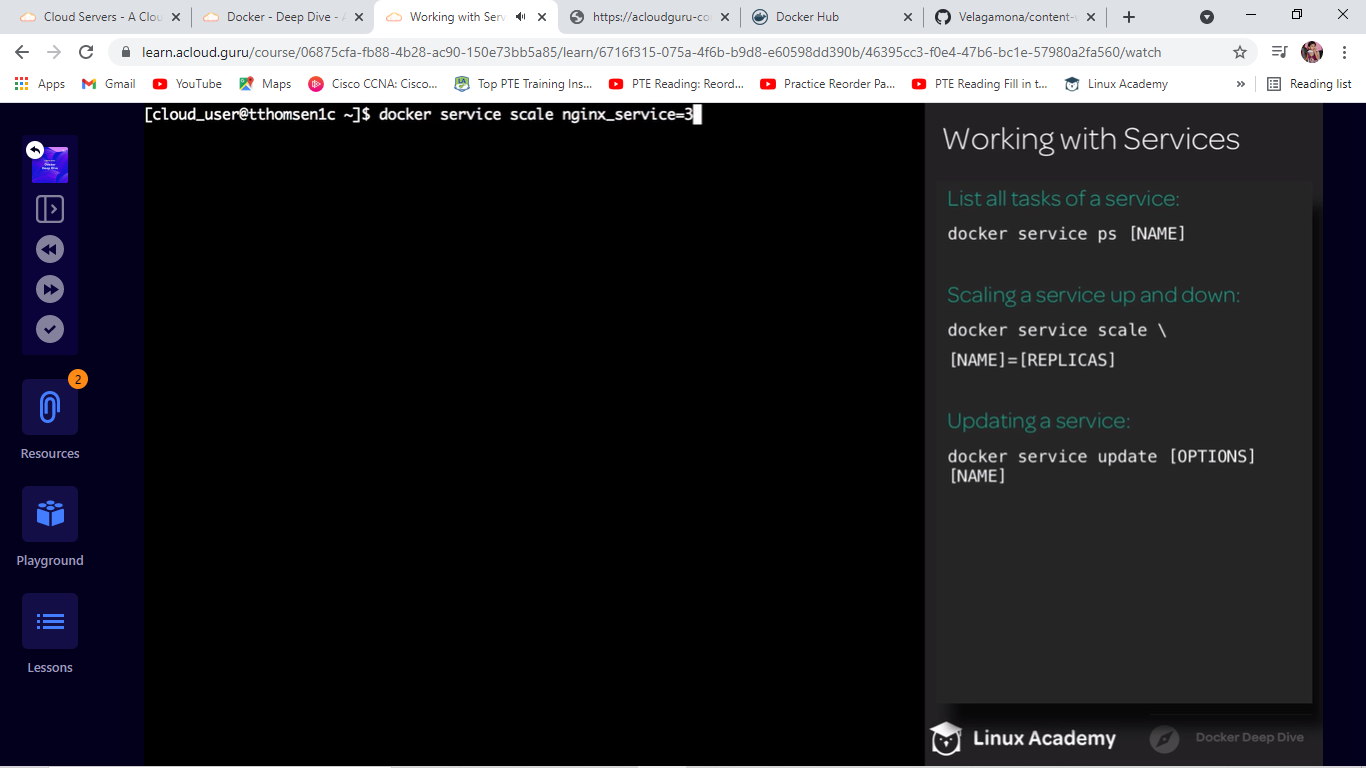 Cloud Servers - A Clou
Docker - Deep Dive - A
Working with Serv
https://acloudguru-co
Docker Hub
Velagamona/content-
learn.acloud.guru/course/06875cfa-fb88-4b28-ac90-150e73bb5a85/learn/6716f315-075a-4f6b-b9d8-e60598dd390b/46395cc3-f0e4-47b6-bc1e-57980a2fa560/watch
Apps
Gmail
YouTube
Maps
Cisco CCNA: Cisco...
Top PTE Training Ins...
PTE Reading: Reord...
Practice Reorder Pa...
PTE Reading Fill in t...
Linux Academy
»
Reading list
[cloud_user@tthomsen1c ~]$ docker service scale nginx_service=3
2
Resources
Playground
Lessons
Working with Services
List all tasks of a service:
docker service ps [NAME]
Scaling a service up and down:
docker service scale \
[NAME]=[REPLICAS]
Updating a service:
docker service update [OPTIONS]
[NAME]
Linux Academy
Docker Deep Dive